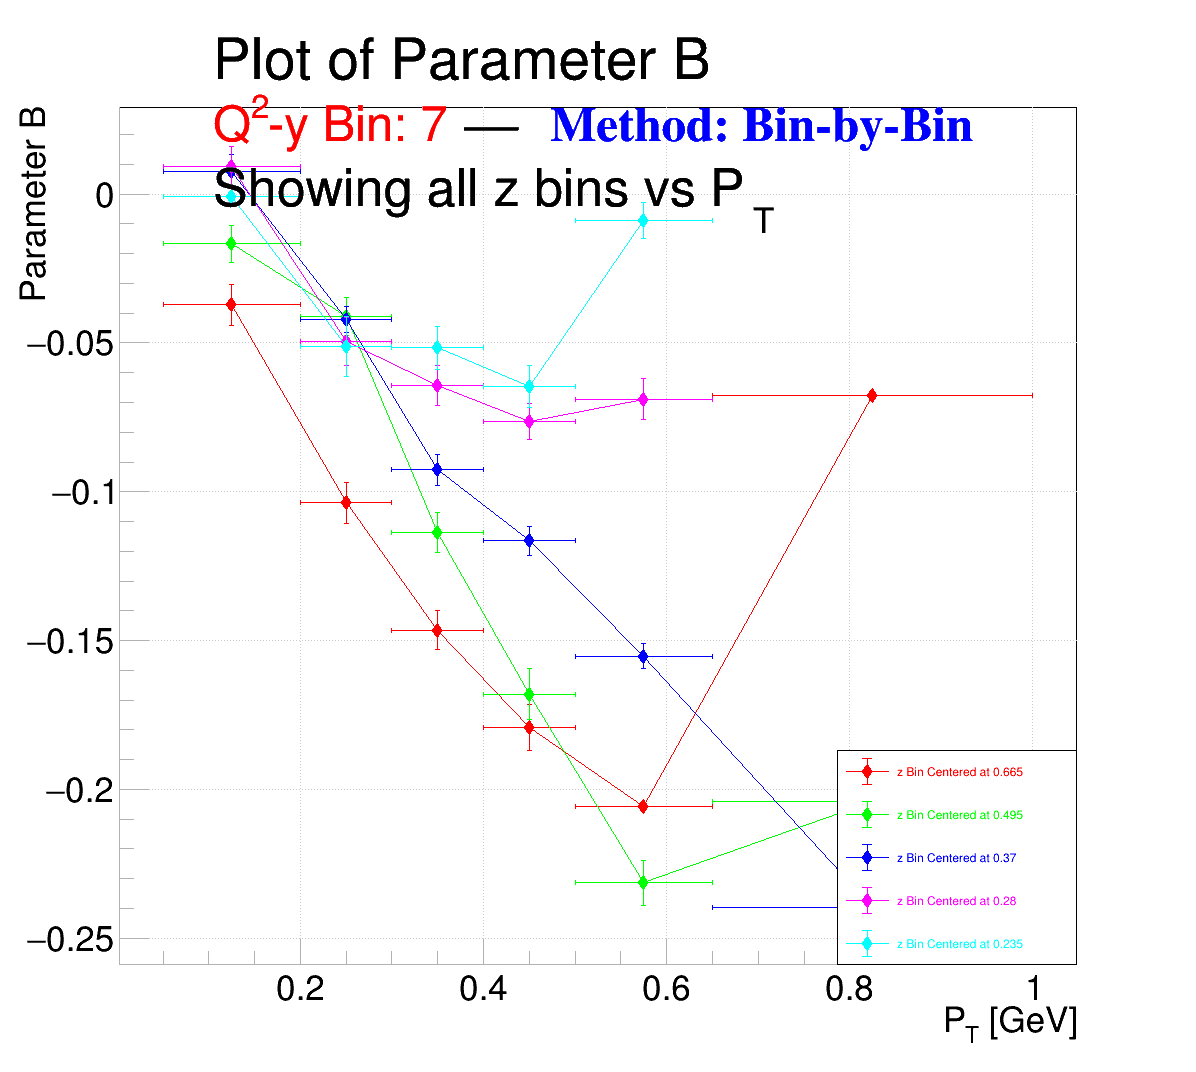 Plot of Parameter B
Q²-y Bin: 7 — Method: Bin-by-Bin
Showing all z bins vs P_T
Parameter B
0
−0.05
−0.1
−0.15
−0.2
−0.25
z Bin Centered at 0.665
z Bin Centered at 0.495
z Bin Centered at 0.37
z Bin Centered at 0.28
z Bin Centered at 0.235
0.2 0.4 0.6 0.8 1
P_T [GeV]